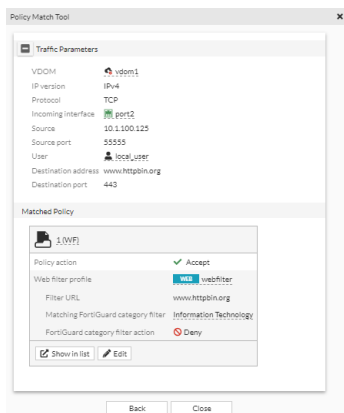 Policy Match Tool
Traffic Parameters
VDOM vdom1
IP version IPv4
Protocol TCP
Incoming interface port2
Source 10.1.100.125
Source port 55555
User local_user
Destination address www.httpbin.org
Destination port 443
Matched Policy
1 (WF)
Policy action Accept
Web filter profile WEB webfilter
Filter URL www.httpbin.org
Matching FortiGuard category filter Information Technology
FortiGuard category filter action Deny
Show in list Edit
Back Close